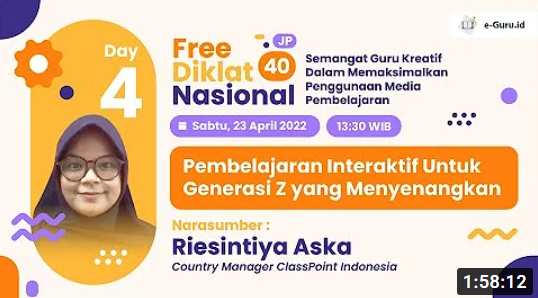 e-Guru.id
Day
4
Free
Diklat
Nasional
40
JP
Semangat Guru Kreatif
Dalam Memaksimalkan
Penggunaan Media
Pembelajaran
Sabtu, 23 April 2022
13:30 WIB
Pembelajaran Interaktif Untuk
Generasi Z yang Menyenangkan
Narasumber :
Riesintiya Aska
Country Manager ClassPoint Indonesia
1:58:12